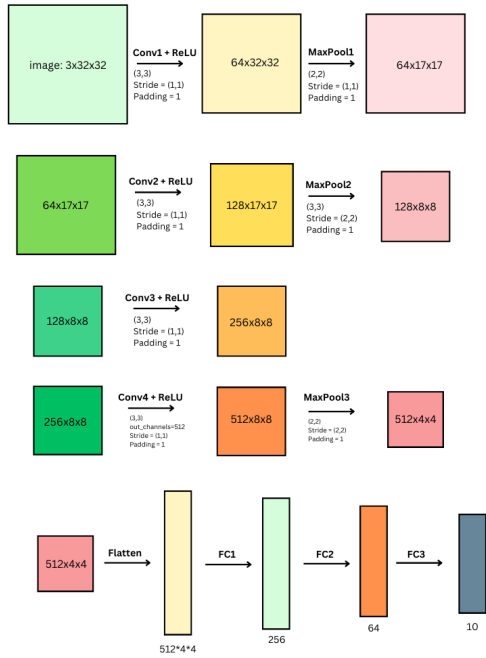 image: 3x32x32
Conv1 + ReLU
(3,3)
Stride = (1,1)
Padding = 1
64x32x32
MaxPool1
(2,2)
Stride = (1,1)
Padding = 1
64x17x17
64x17x17
Conv2 + ReLU
(3,3)
Stride = (1,1)
Padding = 1
128x17x17
MaxPool2
(3,3)
Stride = (2,2)
Padding = 1
128x8x8
128x8x8
Conv3 + ReLU
(3,3)
Stride = (1,1)
Padding = 1
256x8x8
256x8x8
Conv4 + ReLU
(3,3)
out_channels=512
Stride = (1,1)
Padding = 1
512x8x8
MaxPool3
(2,2)
Stride = (2,2)
Padding = 1
512x4x4
512x4x4
Flatten
512*4*4
FC1
256
FC2
64
FC3
10